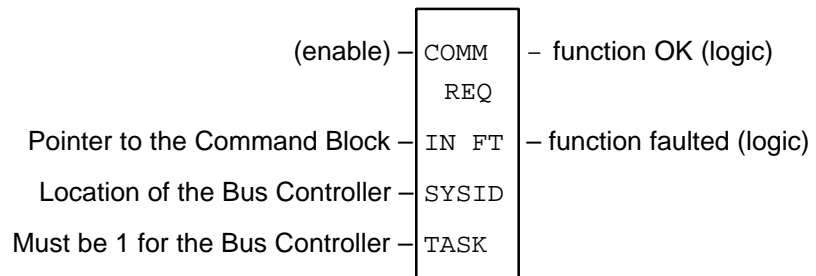 (enable) – COMM – function OK (logic)
REQ
Pointer to the Command Block – IN FT – function faulted (logic)
Location of the Bus Controller – SYSID
Must be 1 for the Bus Controller – TASK